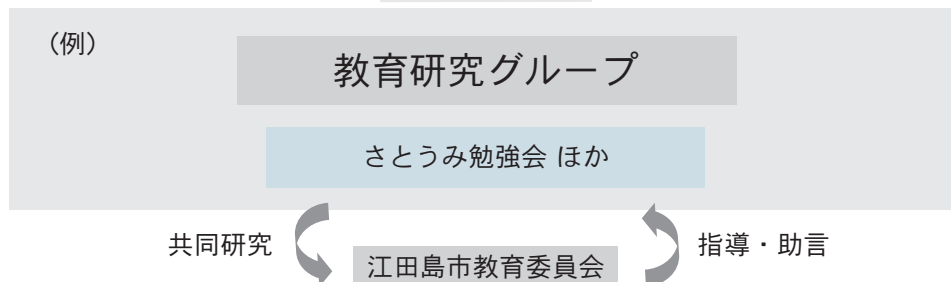 （例）
教育研究グループ
さとうみ勉強会 ほか
共同研究
指導・助言
江田島市教育委員会